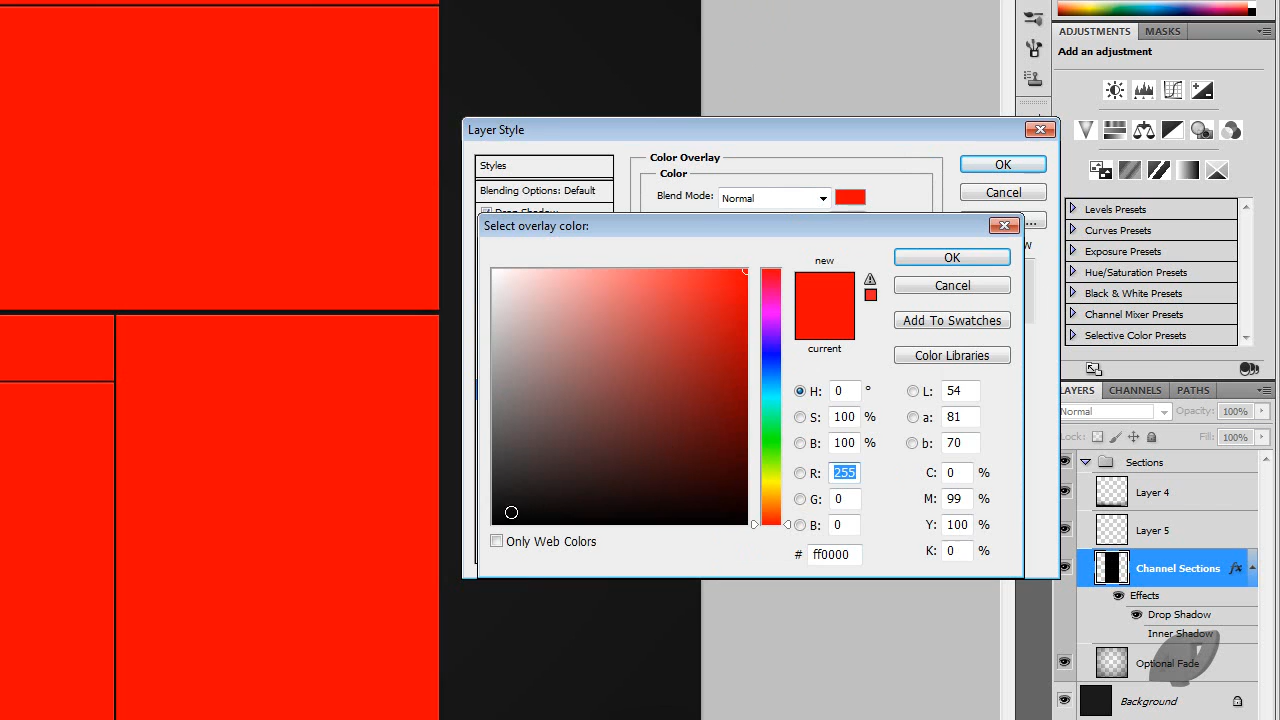 ADJUSTMENTS MASKS
Add an adjustment
Levels Presets
Curves Presets
Exposure Presets
Hue/Saturation Presets
Black & White Presets
Channel Mixer Presets
Selective Color Presets
Layer Style
Styles
Blending Options: Default
Drop Shadow
Color Overlay
Color
Blend Mode: Normal
OK
Cancel
...
Select overlay color:
new
current
OK
Cancel
Add To Swatches
Color Libraries
H: 0 °
S: 100 %
B: 100 %
R: 255
G: 0
B: 0
# ff0000
L: 54
a: 81
b: 70
C: 0 %
M: 99 %
Y: 100 %
K: 0 %
Only Web Colors
LAYERS CHANNELS PATHS
Normal Opacity: 100%
Lock: Fill: 100%
Sections
Layer 4
Layer 5
Channel Sections fx
Effects
Drop Shadow
Inner Shadow
Optional Fade
Background